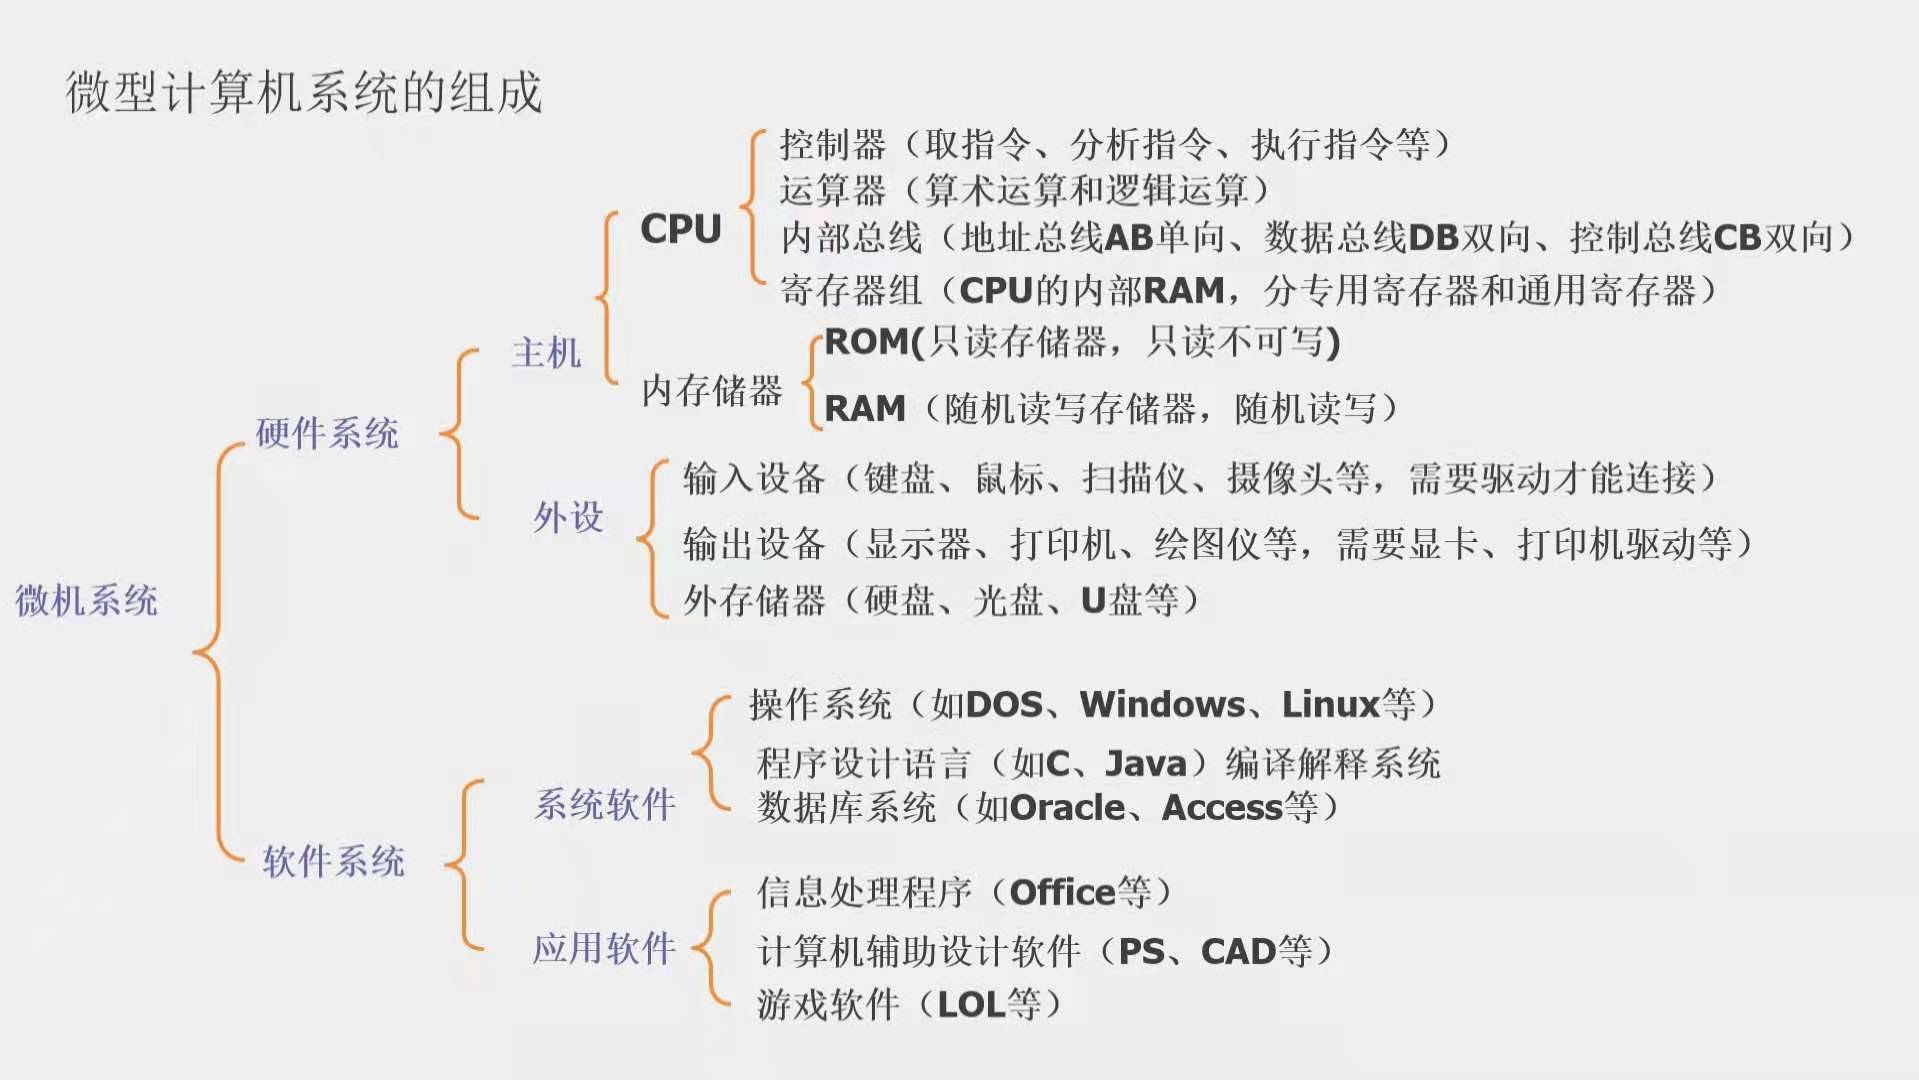 微型计算机系统的组成
控制器（取指令、分析指令、执行指令等）
运算器（算术运算和逻辑运算）
CPU
内部总线（地址总线AB单向、数据总线DB双向、控制总线CB双向）
寄存器组（CPU的内部RAM，分专用寄存器和通用寄存器）
主机
ROM(只读存储器，只读不可写)
内存储器
RAM（随机读写存储器，随机读写）
硬件系统
输入设备（键盘、鼠标、扫描仪、摄像头等，需要驱动才能连接）
外设
输出设备（显示器、打印机、绘图仪等，需要显卡、打印机驱动等）
外存储器（硬盘、光盘、U盘等）
微机系统
操作系统（如DOS、Windows、Linux等）
程序设计语言（如C、Java）编译解释系统
系统软件
数据库系统（如Oracle、Access等）
软件系统
信息处理程序（Office等）
应用软件
计算机辅助设计软件（PS、CAD等）
游戏软件（LOL等）